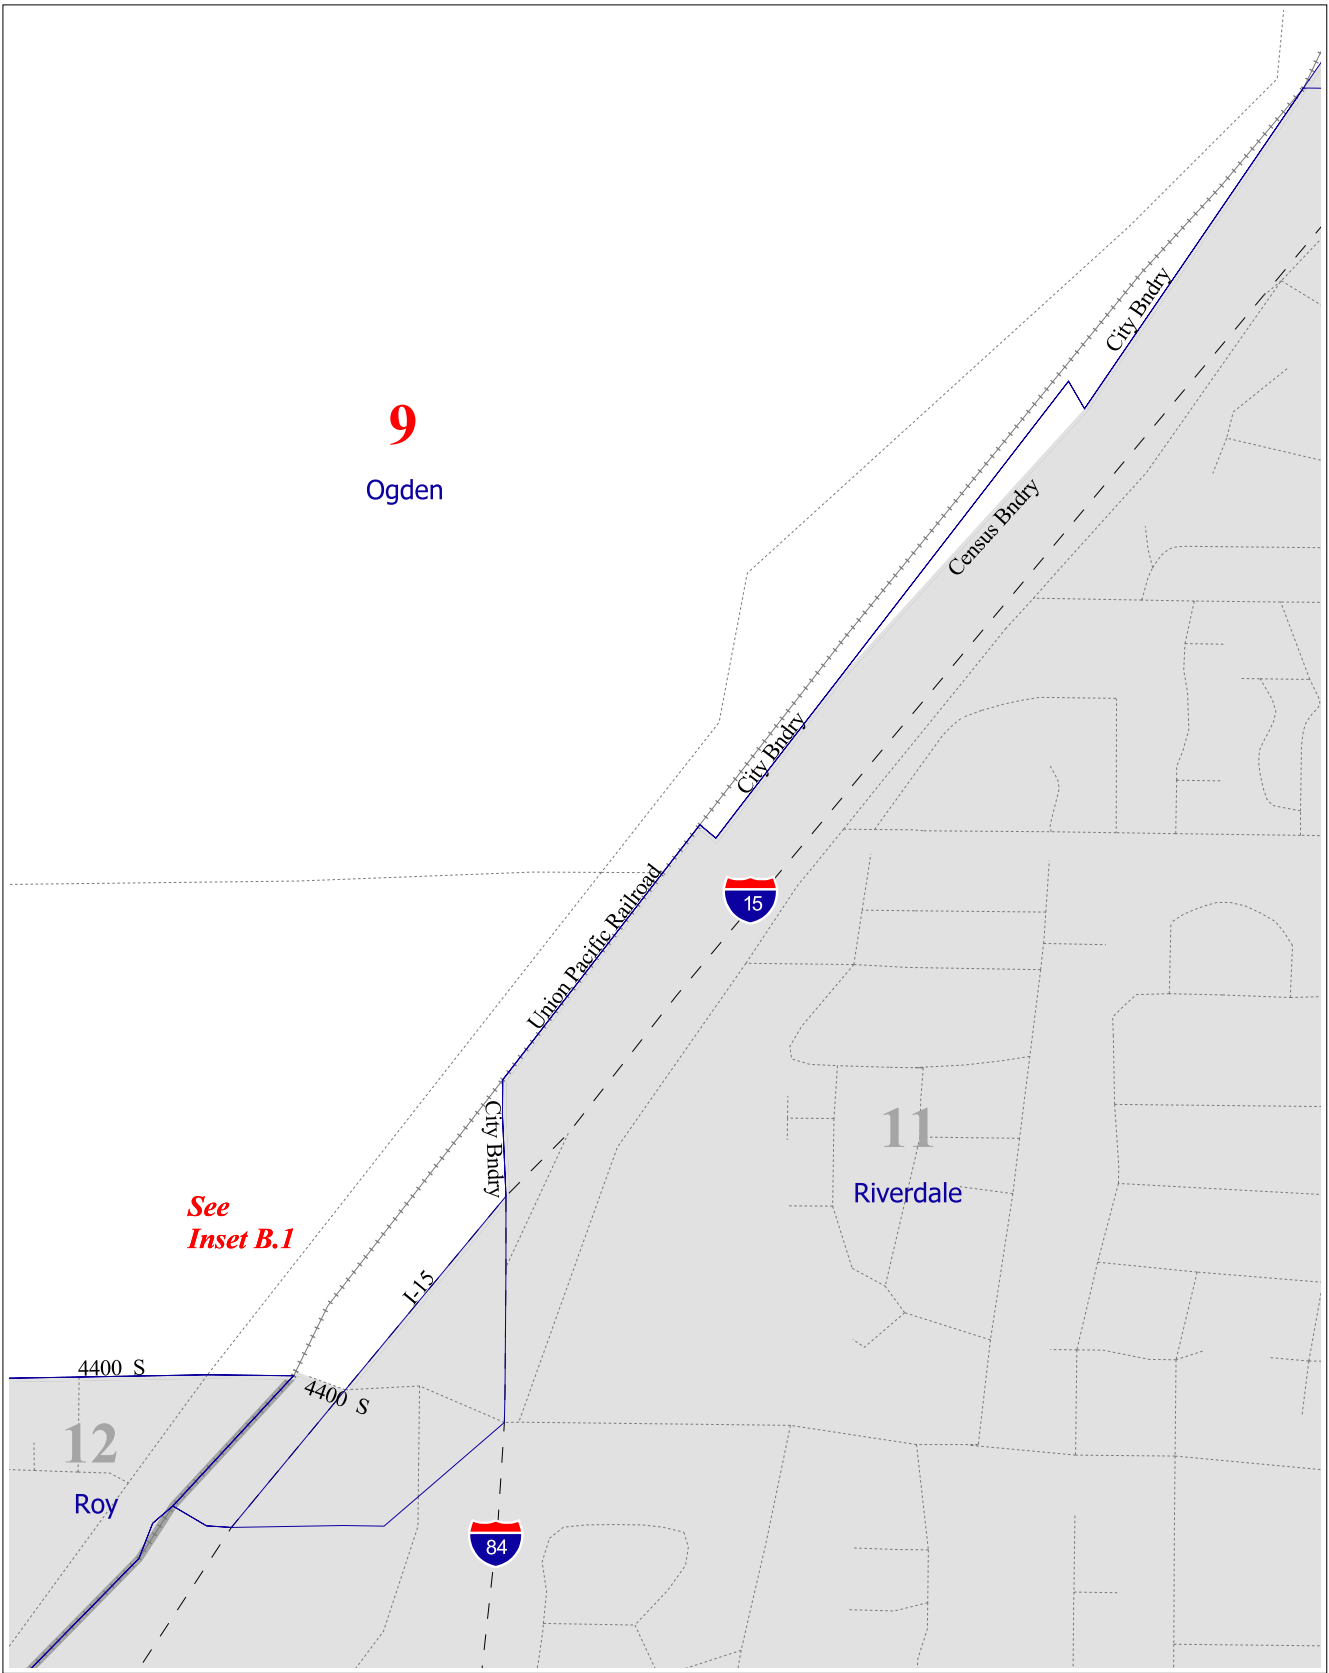 City Bndry
9
Ogden
Census Bndry
City Bndry
Union Pacific Railroad
15
City Bndry
11
Riverdale
See
Inset B.1
I-15
4400 S
4400 S
12
Roy
84